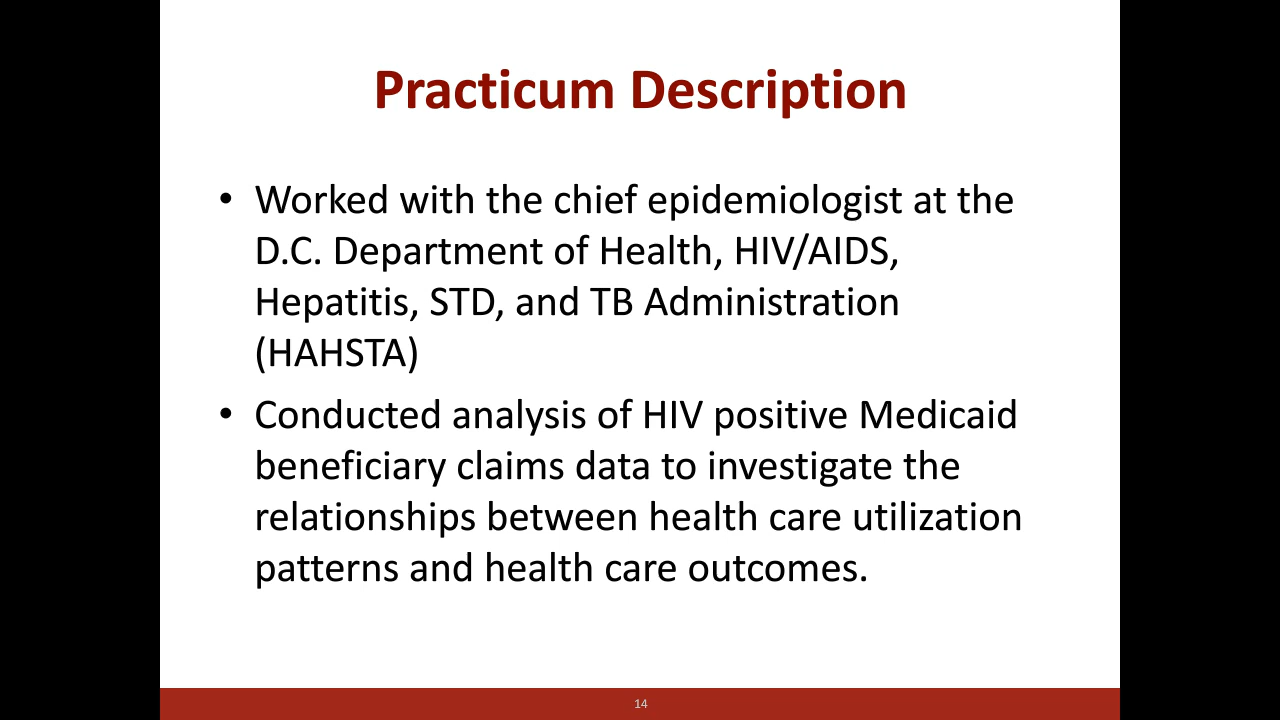 Practicum Description
• Worked with the chief epidemiologist at the
D.C. Department of Health, HIV/AIDS,
Hepatitis, STD, and TB Administration
(HAHSTA)
• Conducted analysis of HIV positive Medicaid
beneficiary claims data to investigate the
relationships between health care utilization
patterns and health care outcomes.
14